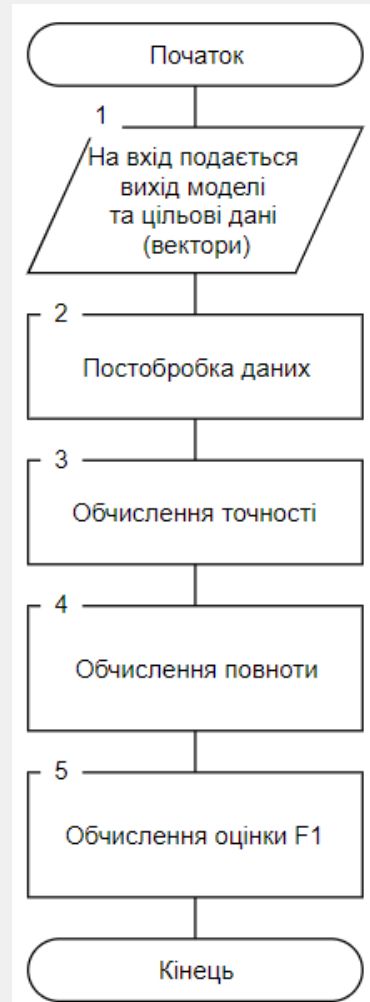 Початок
1
На вхід подається
вихід моделі
та цільові дані
(вектори)
2
Постобробка даних
3
Обчислення точності
4
Обчислення повноти
5
Обчислення оцінки F1
Кінець